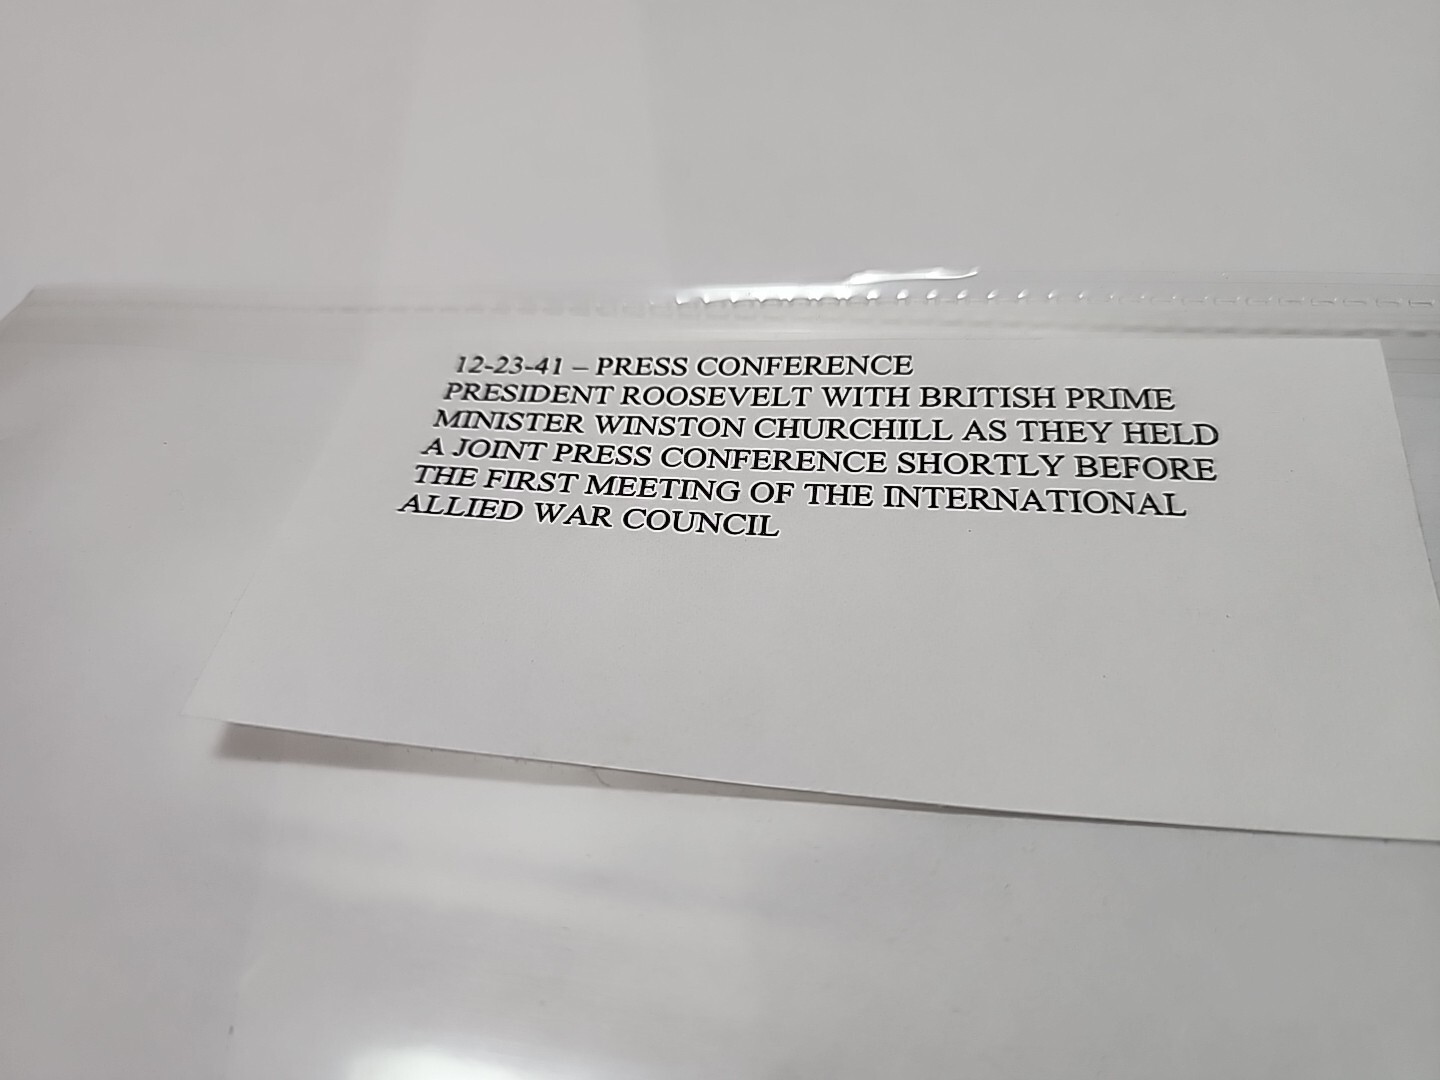 12-23-41 – PRESS CONFERENCE
PRESIDENT ROOSEVELT WITH BRITISH PRIME
MINISTER WINSTON CHURCHILL AS THEY HELD
A JOINT PRESS CONFERENCE SHORTLY BEFORE
THE FIRST MEETING OF THE INTERNATIONAL
ALLIED WAR COUNCIL